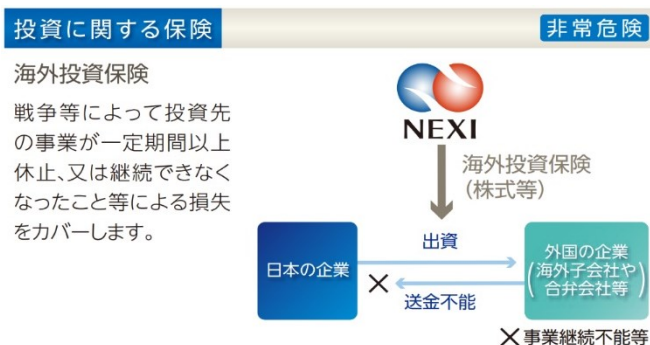 投資に関する保険
非常危険
海外投資保険
戦争等によって投資先
の事業が一定期間以上
休止、又は継続できなく
なったこと等による損失
をカバーします。
NEXI
海外投資保険
（株式等）
日本の企業
出資
×
送金不能
外国の企業
（海外子会社や
合弁会社等）
×事業継続不能等